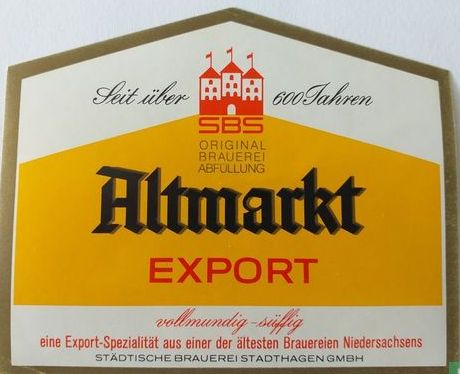 Seit über 600 Jahren
SBS
ORIGINAL
BRAUEREI
ABFÜLLUNG
Altmarkt
EXPORT
vollmundig-süffig
eine Export-Spezialität aus einer der ältesten Brauereien Niedersachsens
STÄDTISCHE BRAUEREI STADTHAGEN GMBH